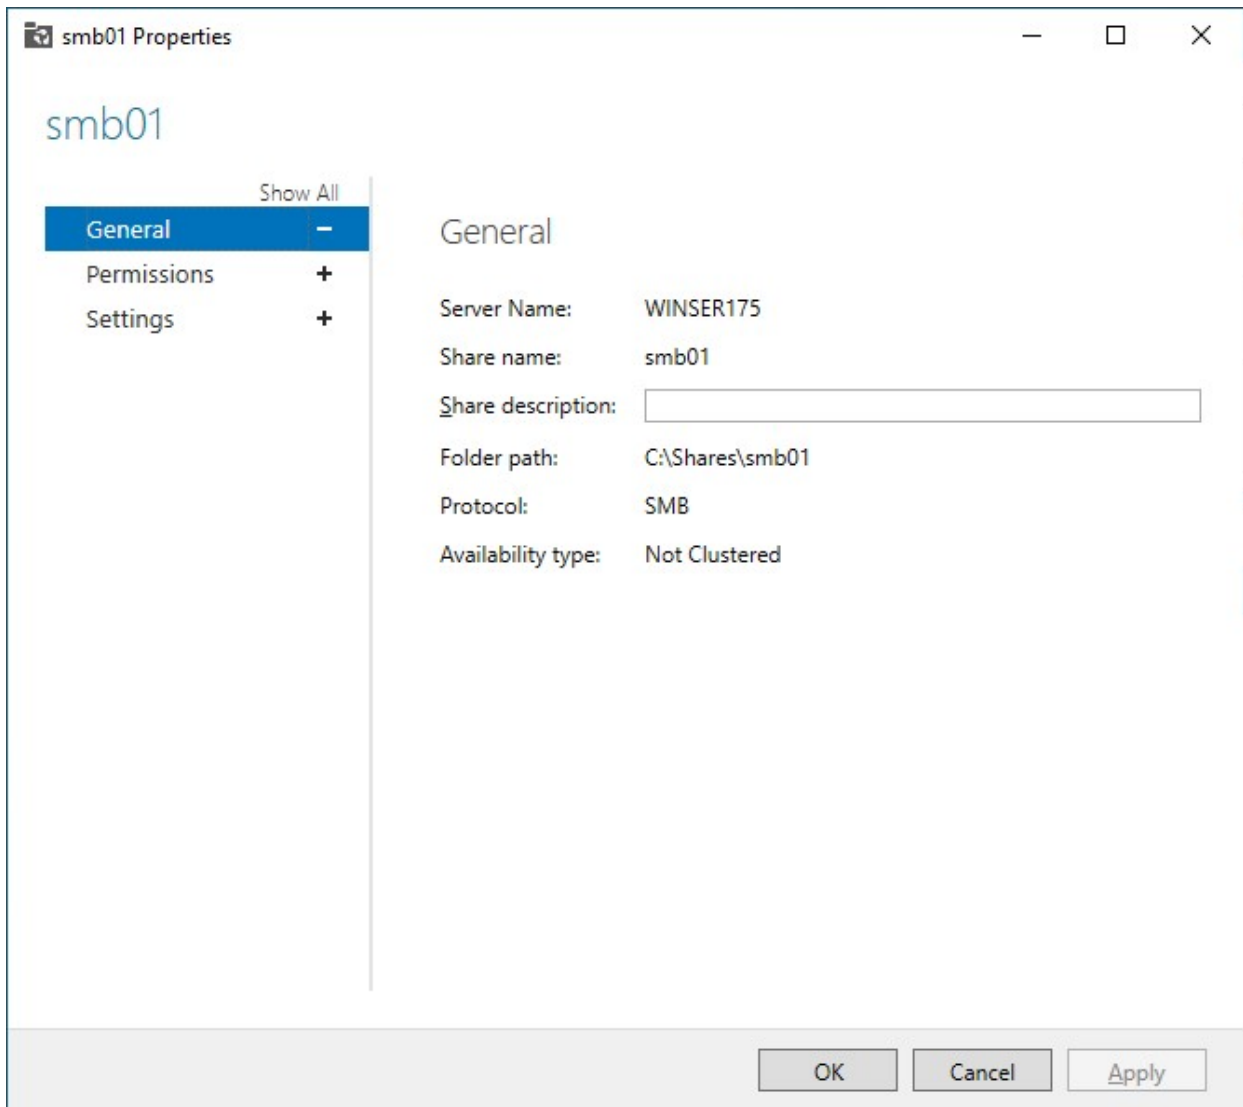 smb01 Properties
smb01
Show All
General
Permissions
Settings
General
Server Name: WINSER175
Share name: smb01
Share description:
Folder path: C:\Shares\smb01
Protocol: SMB
Availability type: Not Clustered
OK Cancel Apply